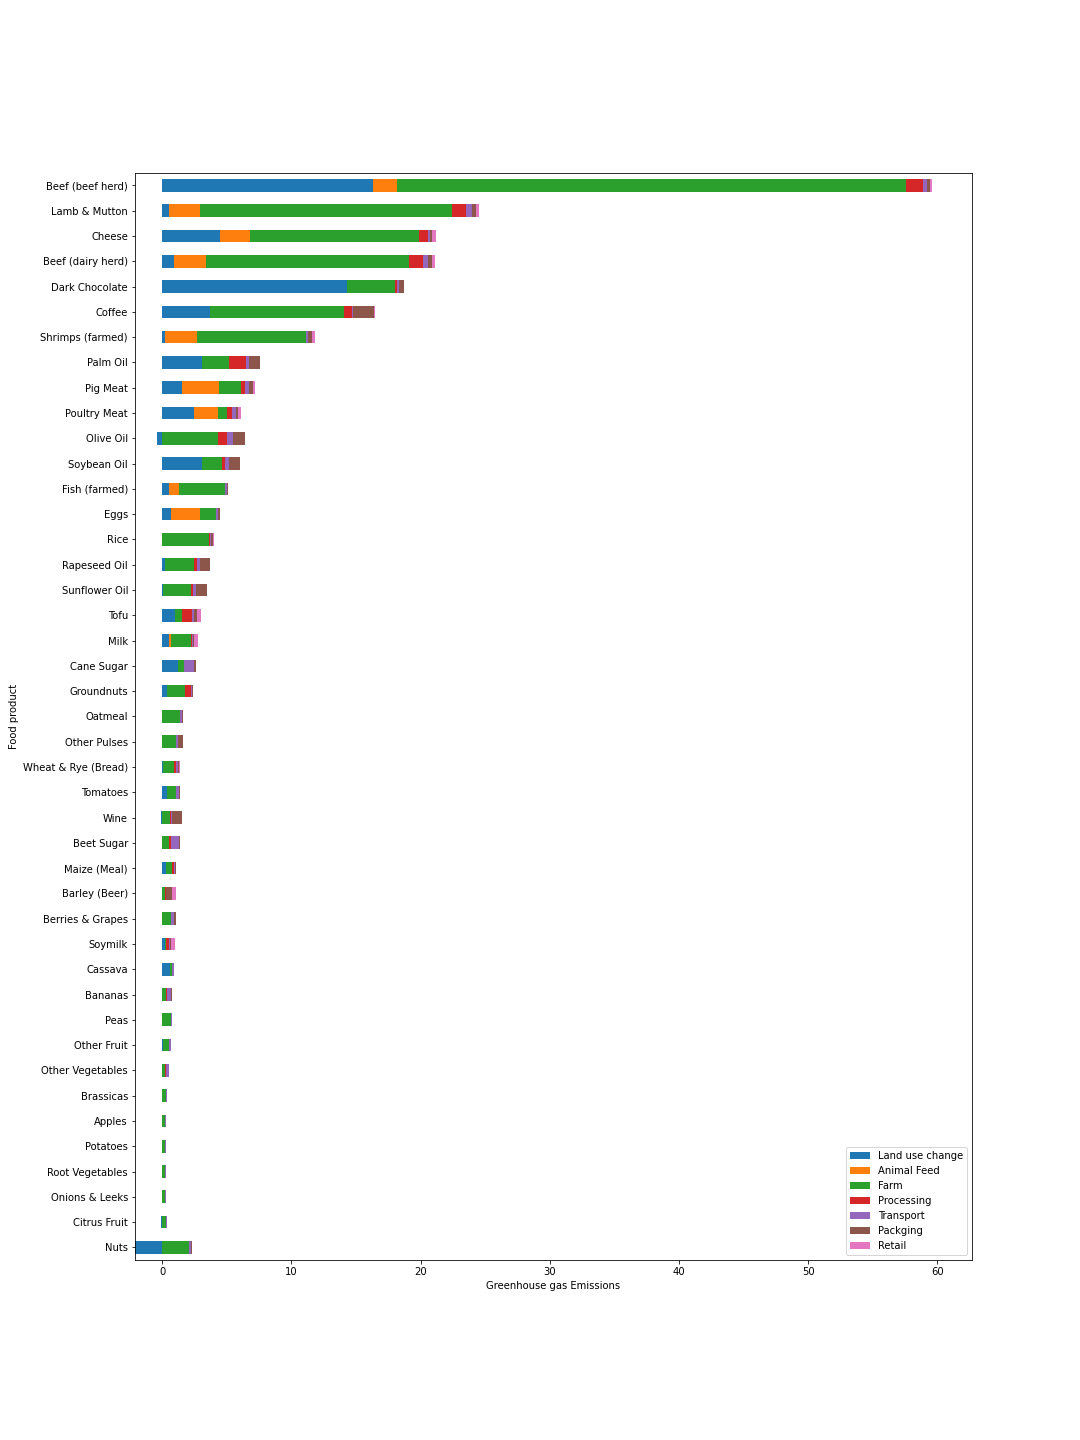 Beef (beef herd)
Lamb & Mutton
Cheese
Beef (dairy herd)
Dark Chocolate
Coffee
Shrimps (farmed)
Palm Oil
Pig Meat
Poultry Meat
Olive Oil
Soybean Oil
Fish (farmed)
Eggs
Rice
Rapeseed Oil
Sunflower Oil
Tofu
Milk
Cane Sugar
Groundnuts
Oatmeal
Other Pulses
Wheat & Rye (Bread)
Tomatoes
Wine
Beet Sugar
Maize (Meal)
Barley (Beer)
Berries & Grapes
Soymilk
Cassava
Bananas
Peas
Other Fruit
Other Vegetables
Brassicas
Apples
Potatoes
Root Vegetables
Onions & Leeks
Citrus Fruit
Nuts
Food product
Land use change
Animal Feed
Farm
Processing
Transport
Packging
Retail
0 10 20 30 40 50 60
Greenhouse gas Emissions